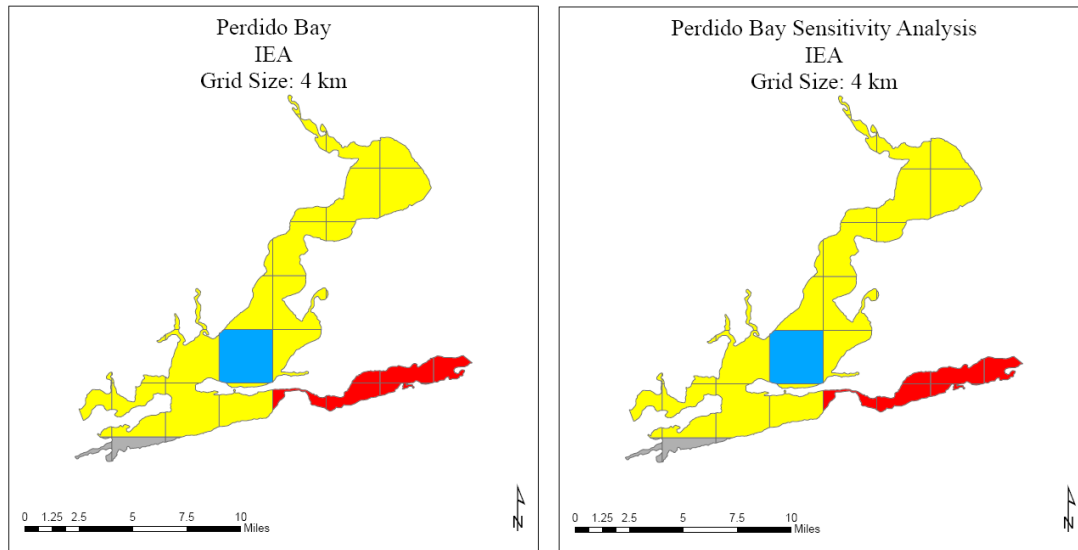 Perdido Bay
IEA
Grid Size: 4 km
0 1.25 2.5 5 7.5 10
Miles
N
Perdido Bay Sensitivity Analysis
IEA
Grid Size: 4 km
0 1.25 2.5 5 7.5 10
Miles
N